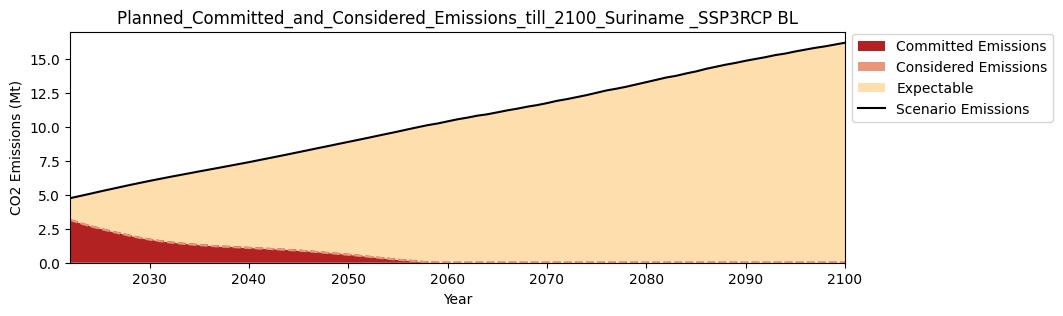 Planned_Committed_and_Considered_Emissions_till_2100_Suriname _SSP3RCP BL
CO2 Emissions (Mt)
15.0
12.5
10.0
7.5
5.0
2.5
0.0
2030
2040
2050
2060
2070
2080
2090
2100
Year
Committed Emissions
Considered Emissions
Expectable
Scenario Emissions